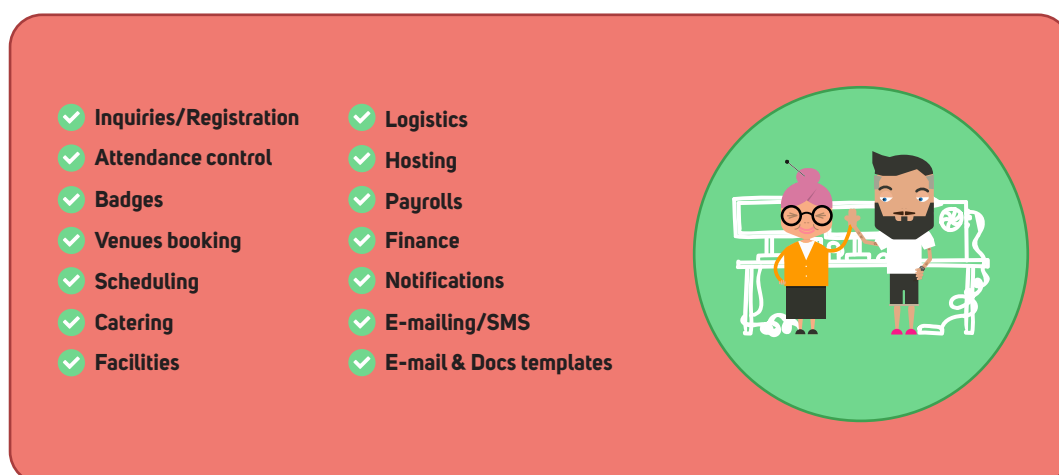 Inquiries/Registration
Attendance control
Badges
Venues booking
Scheduling
Catering
Facilities
Logistics
Hosting
Payrolls
Finance
Notifications
E-mailing/SMS
E-mail & Docs templates